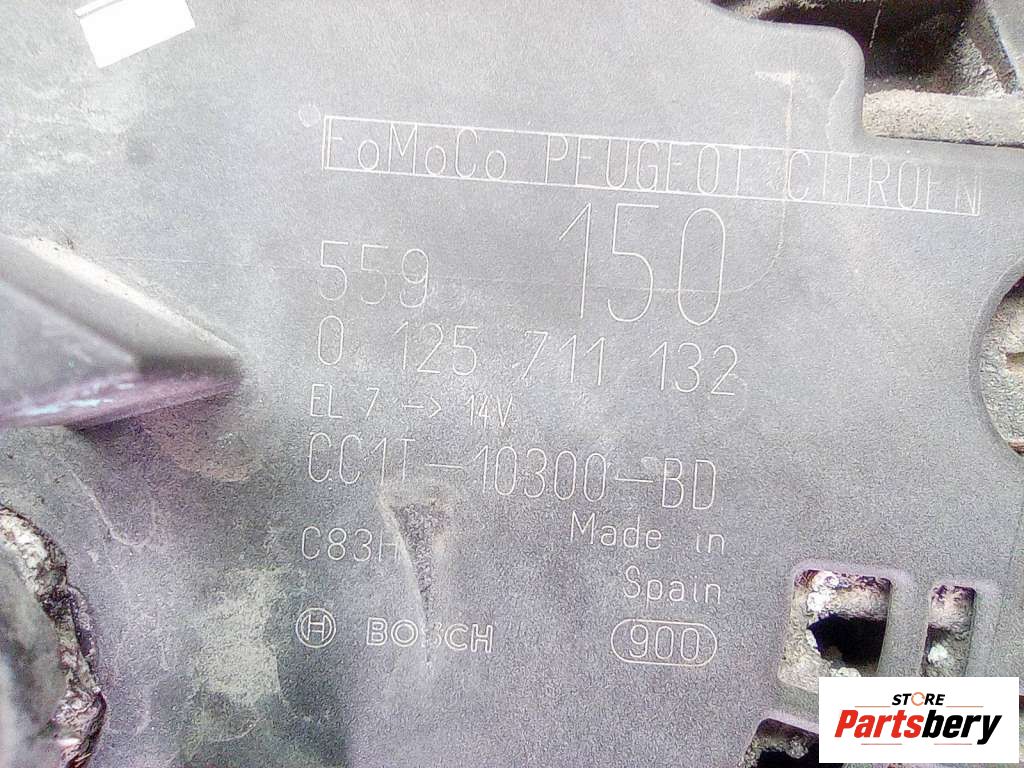 FoMoCo PEUGEOT CITROEN
559 150
0 125 711 132
EL 7 -> 14V
CC1T-10300-BD
C83H Made in
Spain
BOSCH 900
STORE
Partsbery